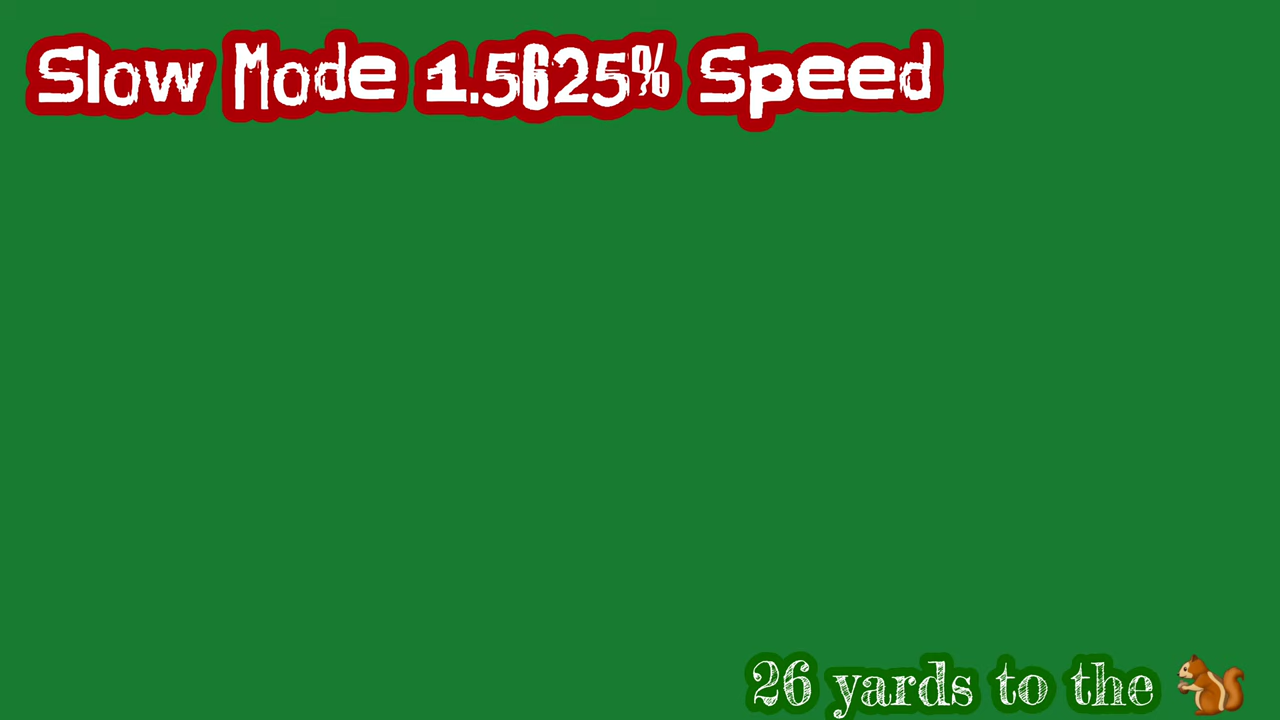 Slow Mode 1.5625% Speed
26 yards to the 🐿️